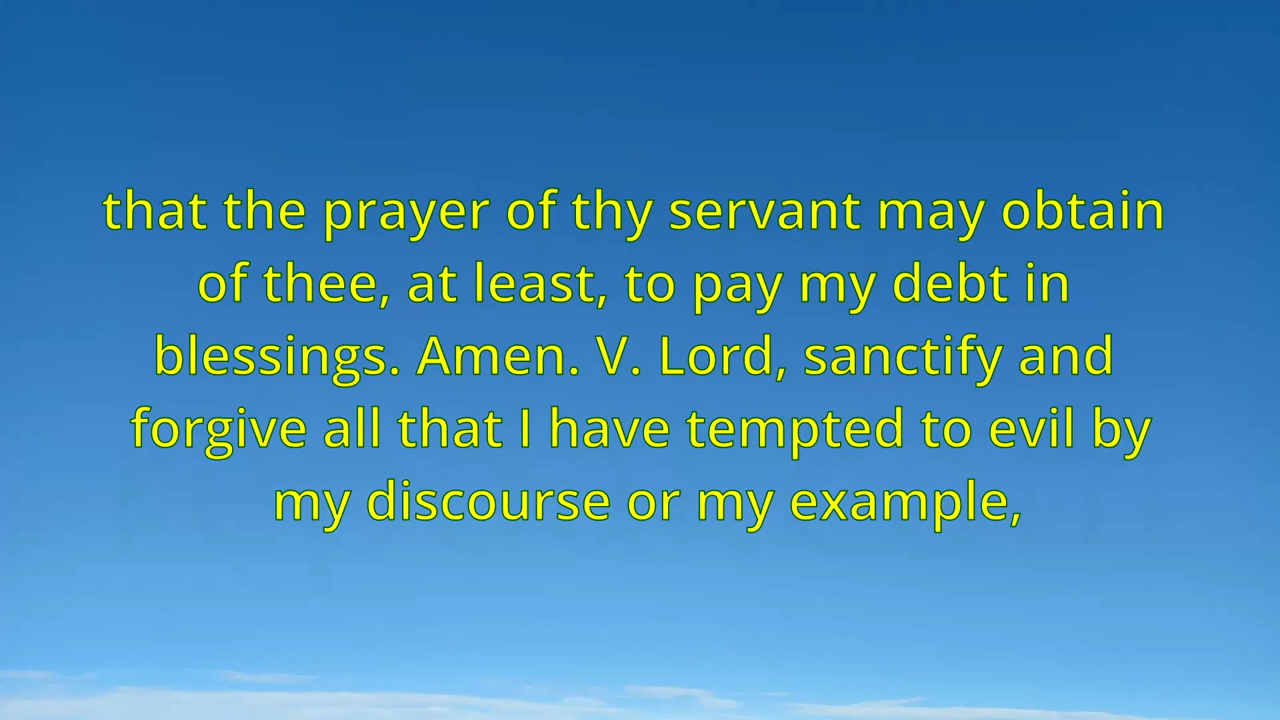 that the prayer of thy servant may obtain
of thee, at least, to pay my debt in
blessings. Amen. V. Lord, sanctify and
forgive all that I have tempted to evil by
my discourse or my example,